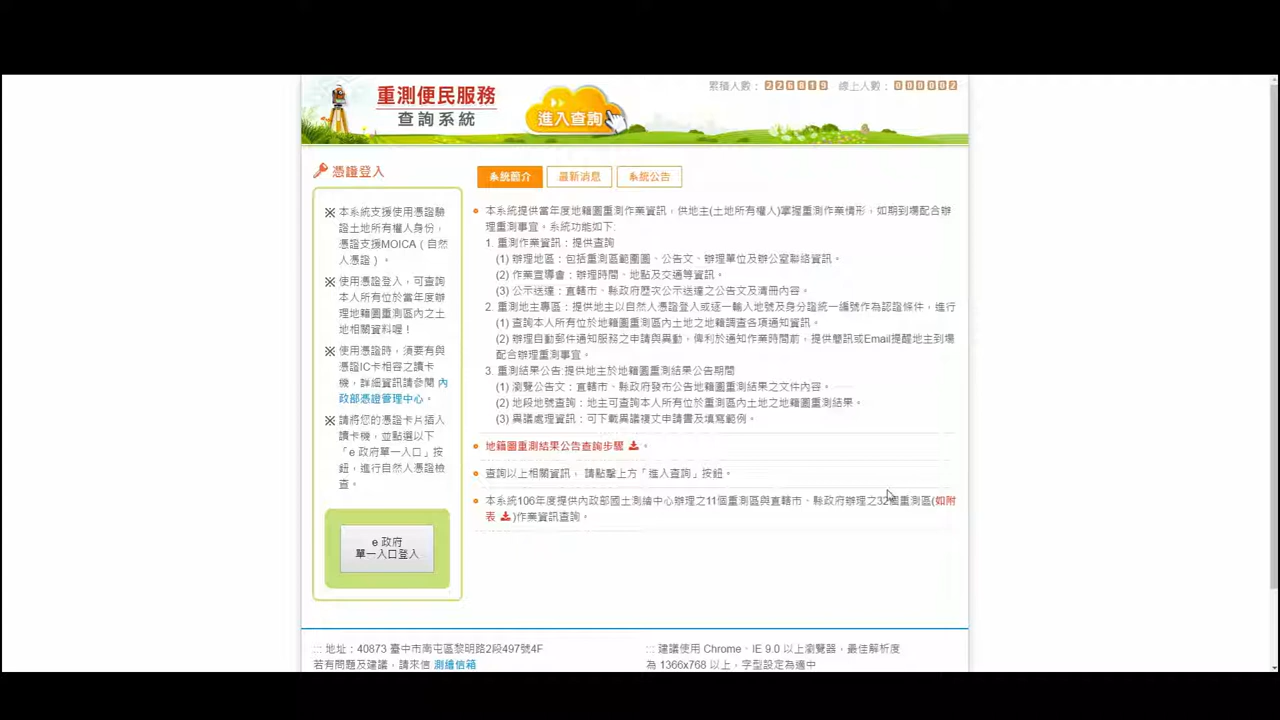 重測便民服務
查詢系統
進入查詢
累積人數： 226819 線上人數： 000002
憑證登入
※ 本系統支援使用憑證驗
證土地所有權人身份，
憑證支援MOICA（自然
人憑證）。
※ 使用憑證登入，可查詢
本人所有位於當年度辦
理地籍圖重測區內之土
地相關資料喔！
※ 使用憑證時，須要有與
憑證IC卡相容之讀卡
機，詳細資訊請參閱 內
政部憑證管理中心。
※ 請將您的憑證卡片插入
讀卡機，並點選以下
「e 政府單一入口」按
鈕，進行自然人憑證檢
查。
e 政府
單一入口登入
系統簡介 最新消息 系統公告
本系統提供當年度地籍圖重測作業資訊，供地主(土地所有權人)掌握重測作業情形，如期到場配合辦
理重測事宜。系統功能如下:
1. 重測作業資訊：提供查詢
(1) 辦理地區：包括重測區範圍圖、公告文、辦理單位及辦公室聯絡資訊。
(2) 作業宣導會：辦理時間、地點及交通等資訊。
(3) 公示送達：直轄市、縣政府歷次公示送達之公告文及清冊內容。
2. 重測地主專區：提供地主以自然人憑證登入或逐一輸入地號及身分證統一編號作為認證條件，進行
(1) 查詢本人所有位於地籍圖重測區內土地之地籍調查各項通知資訊。
(2) 辦理自動郵件通知服務之申請與異動，俾利於通知作業時間前，提供簡訊或Email提醒地主到場
配合辦理重測事宜。
3. 重測結果公告:提供地主於地籍圖重測結果公告期間
(1) 瀏覽公告文：直轄市、縣政府發布公告地籍圖重測結果之文件內容。
(2) 地段地號查詢：地主可查詢本人所有位於重測區內土地之地籍圖重測結果。
(3) 異議處理資訊：可下載異議複丈申請書及填寫範例。
地籍圖重測結果公告查詢步驟 。
查詢以上相關資訊， 請點擊上方「進入查詢」按鈕。
本系統106年度提供內政部國土測繪中心辦理之11個重測區與直轄市、縣政府辦理之32個重測區(如附
表 )作業資訊查詢。
::: 地址：40873 臺中市南屯區黎明路2段497號4F
若有問題及建議，請來信 測繪信箱
::: 建議使用 Chrome、IE 9.0 以上瀏覽器，最佳解析度
為 1366x768 以上，字型設定為適中